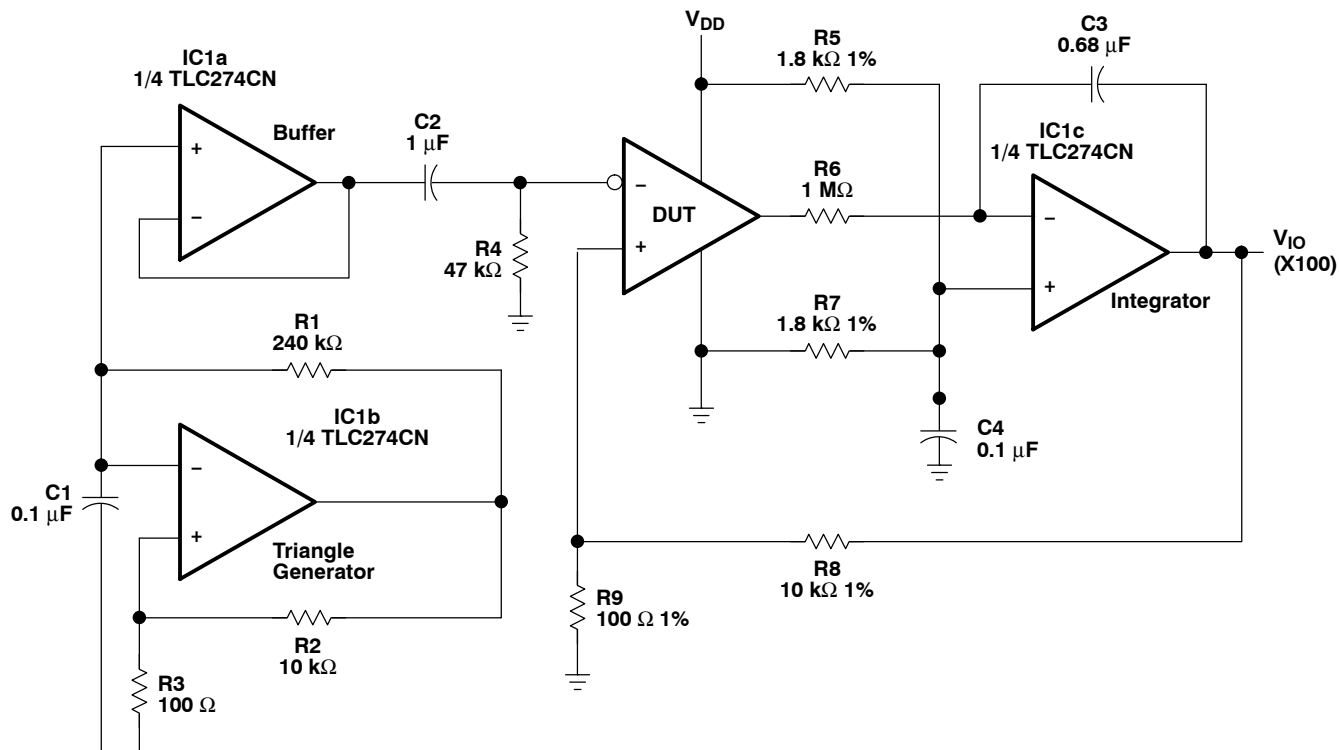 IC1a
1/4 TLC274CN
Buffer
+
−
C2
1 μF
R4
47 kΩ
VDD
R5
1.8 kΩ 1%
C3
0.68 μF
IC1c
1/4 TLC274CN
R6
1 MΩ
−
DUT
+
−
+
VIO
(X100)
Integrator
R7
1.8 kΩ 1%
C4
0.1 μF
R1
240 kΩ
IC1b
1/4 TLC274CN
C1
0.1 μF
−
+
Triangle
Generator
R8
10 kΩ 1%
R9
100 Ω 1%
R2
10 kΩ
R3
100 Ω